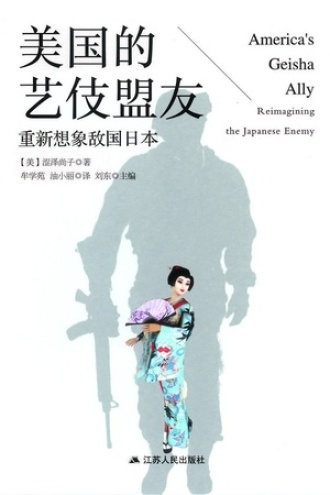 美国的
艺伎盟友
重新想象敌国日本
America's
Geisha
Ally
Reimagining
the Japanese Enemy
【美】涩泽尚子 著
牟学苑 油小丽 译 刘东 主编
江苏人民出版社